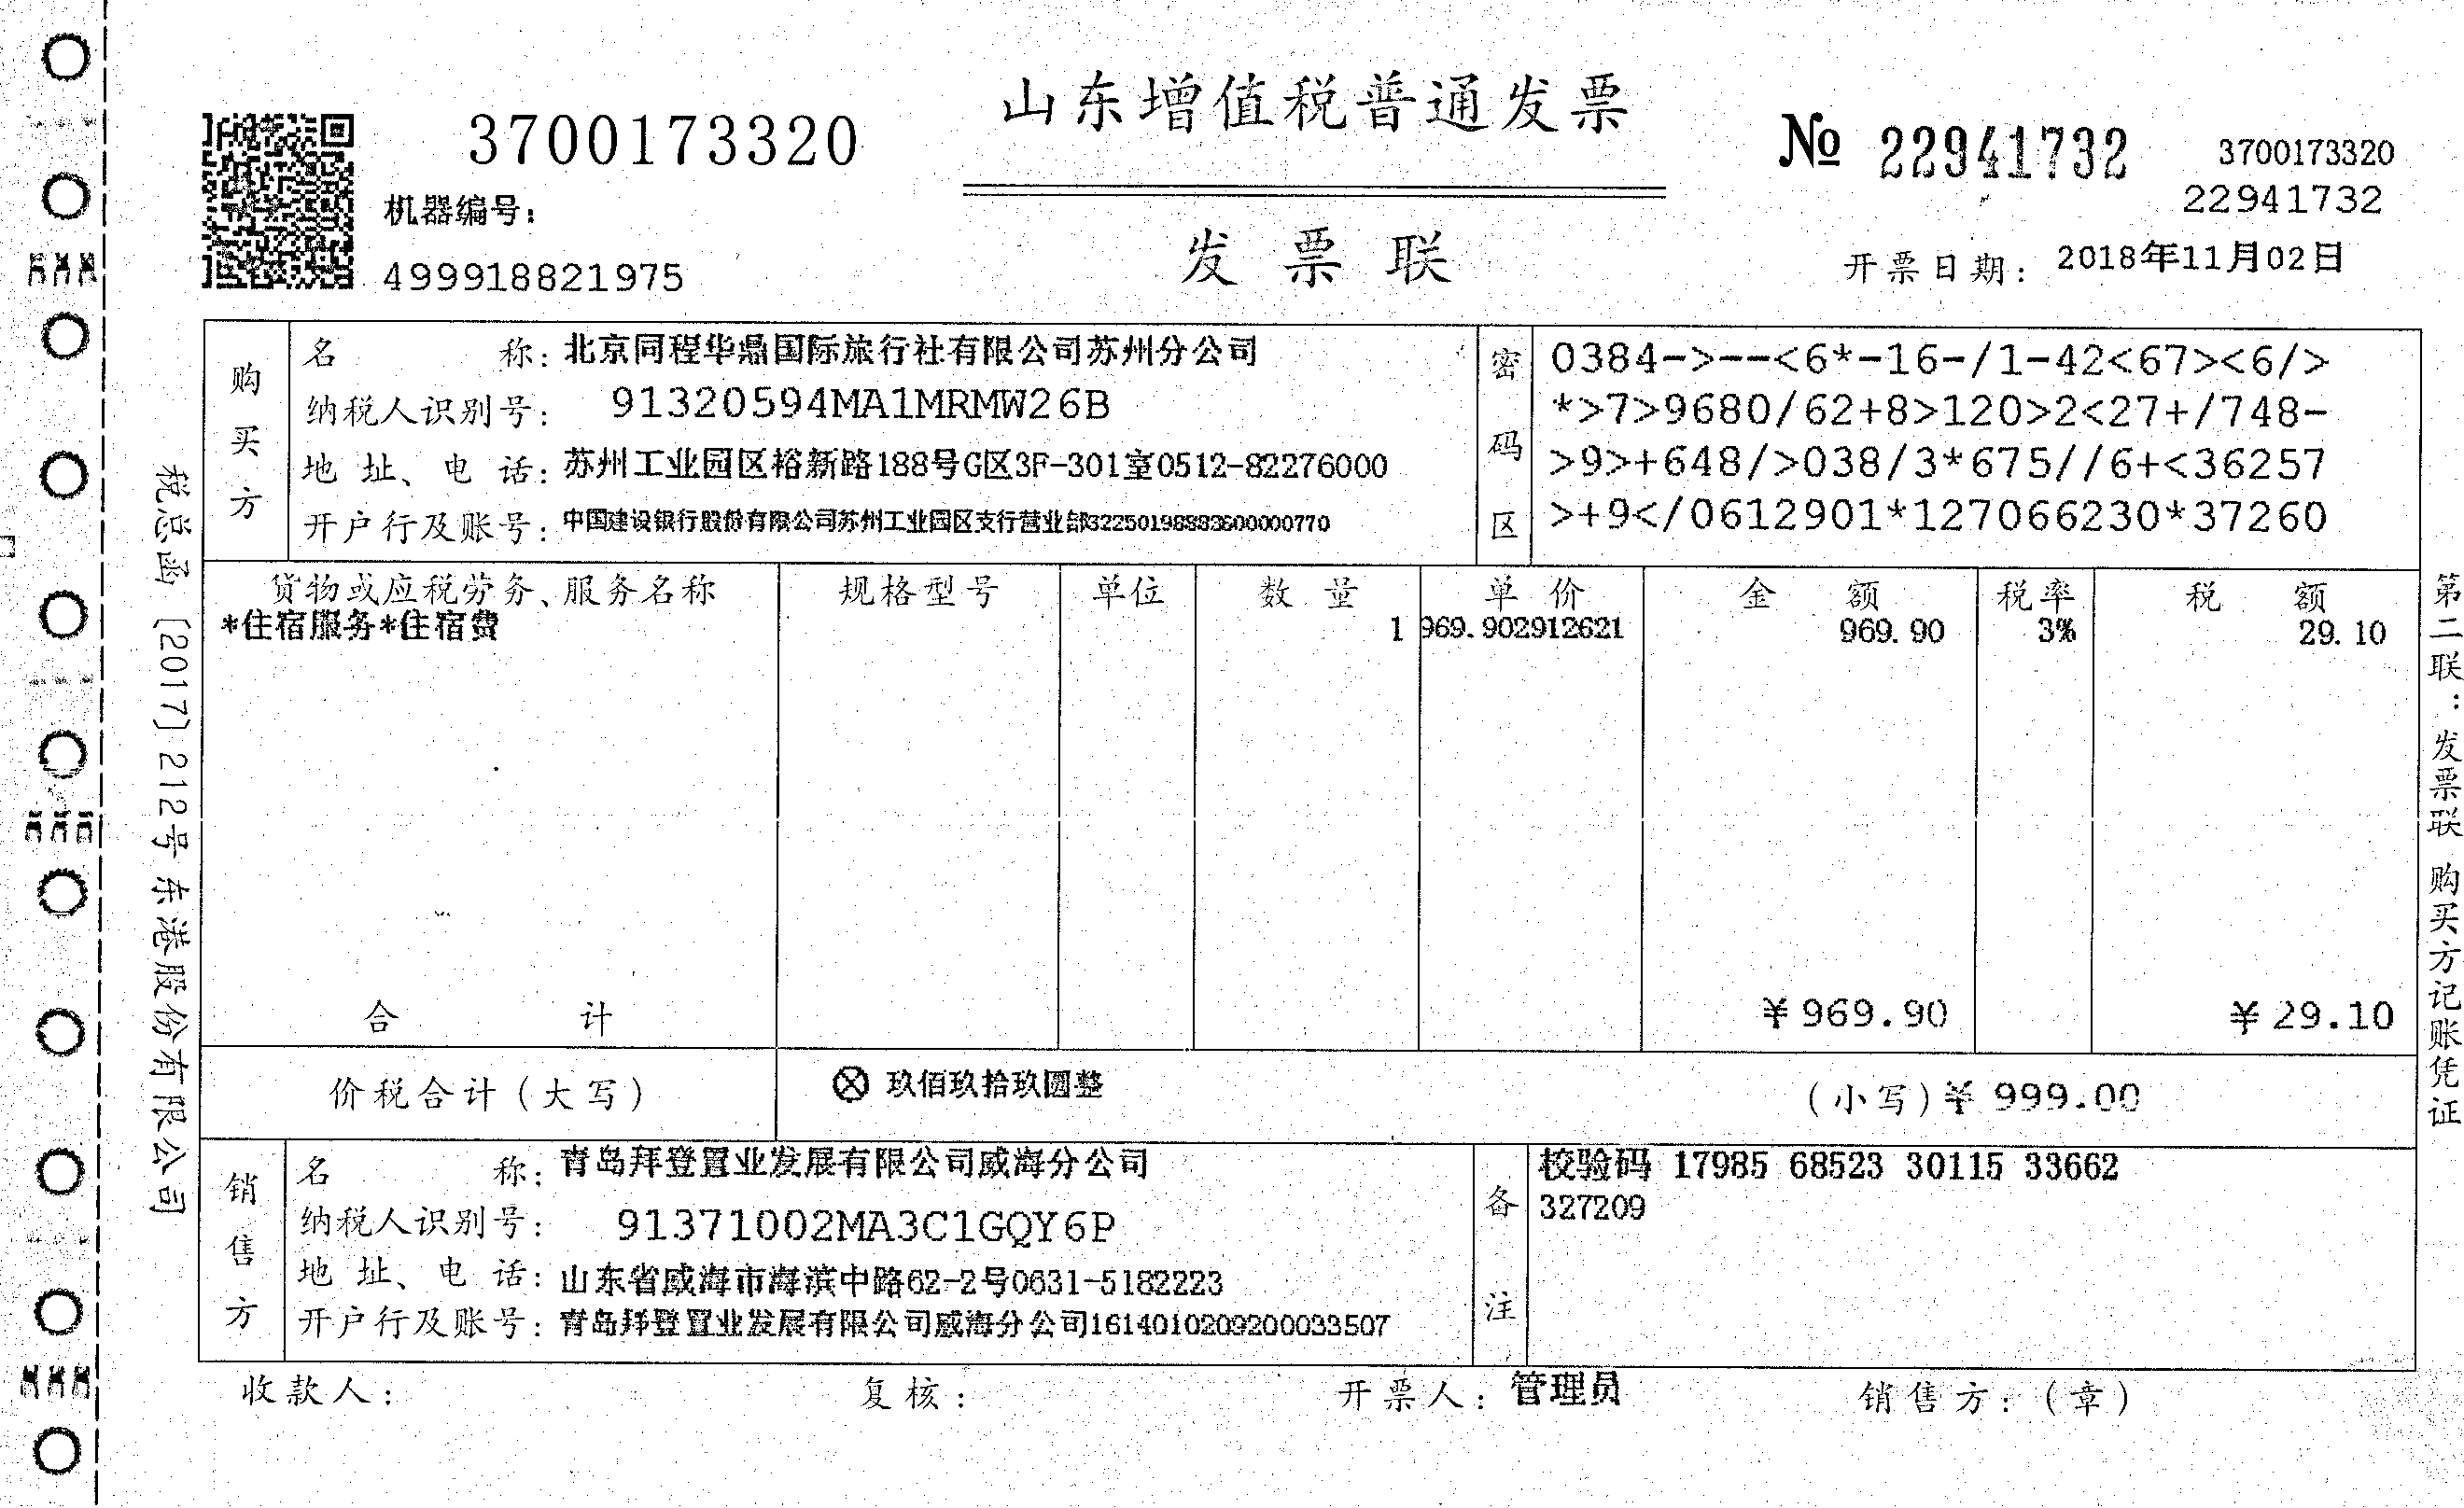 山东增值税普通发票
3700173320
№ 22941732
3700173320
22941732
机器编号:
499918821975
发票联
开票日期: 2018年11月02日
购买方
名称: 北京同程华鼎国际旅行社有限公司苏州分公司
纳税人识别号: 91320594MA1MRMW26B
地址、电话: 苏州工业园区裕新路188号G区3F-301室0512-82276000
开户行及账号: 中国建设银行股份有限公司苏州工业园区支行营业部32250198883600000770
密码区
0384->--<6*-16-/1-42<67><6/>
*>7>9680/62+8>120>2<27+/748-
>9>+648/>038/3*675//6+<36257
>+9</0612901*127066230*37260
货物或应税劳务、服务名称 规格型号 单位 数量 单价 金额 税率 税额
*住宿服务*住宿费 1 969.902912621 969.90 3% 29.10
合计 ¥969.90 ¥29.10
价税合计(大写) ⊗ 玖佰玖拾玖圆整 (小写)¥ 999.00
销售方
名称: 青岛拜登置业发展有限公司威海分公司
纳税人识别号: 91371002MA3C1GQY6P
地址、电话: 山东省威海市海滨中路62-2号0631-5182223
开户行及账号: 青岛拜登置业发展有限公司威海分公司1614010209200033507
备注
校验码 17985 68523 30115 33662
327209
收款人: 复核: 开票人: 管理员 销售方:(章)
税总函〔2017〕212号东港股份有限公司
第二联:发票联 购买方记账凭证